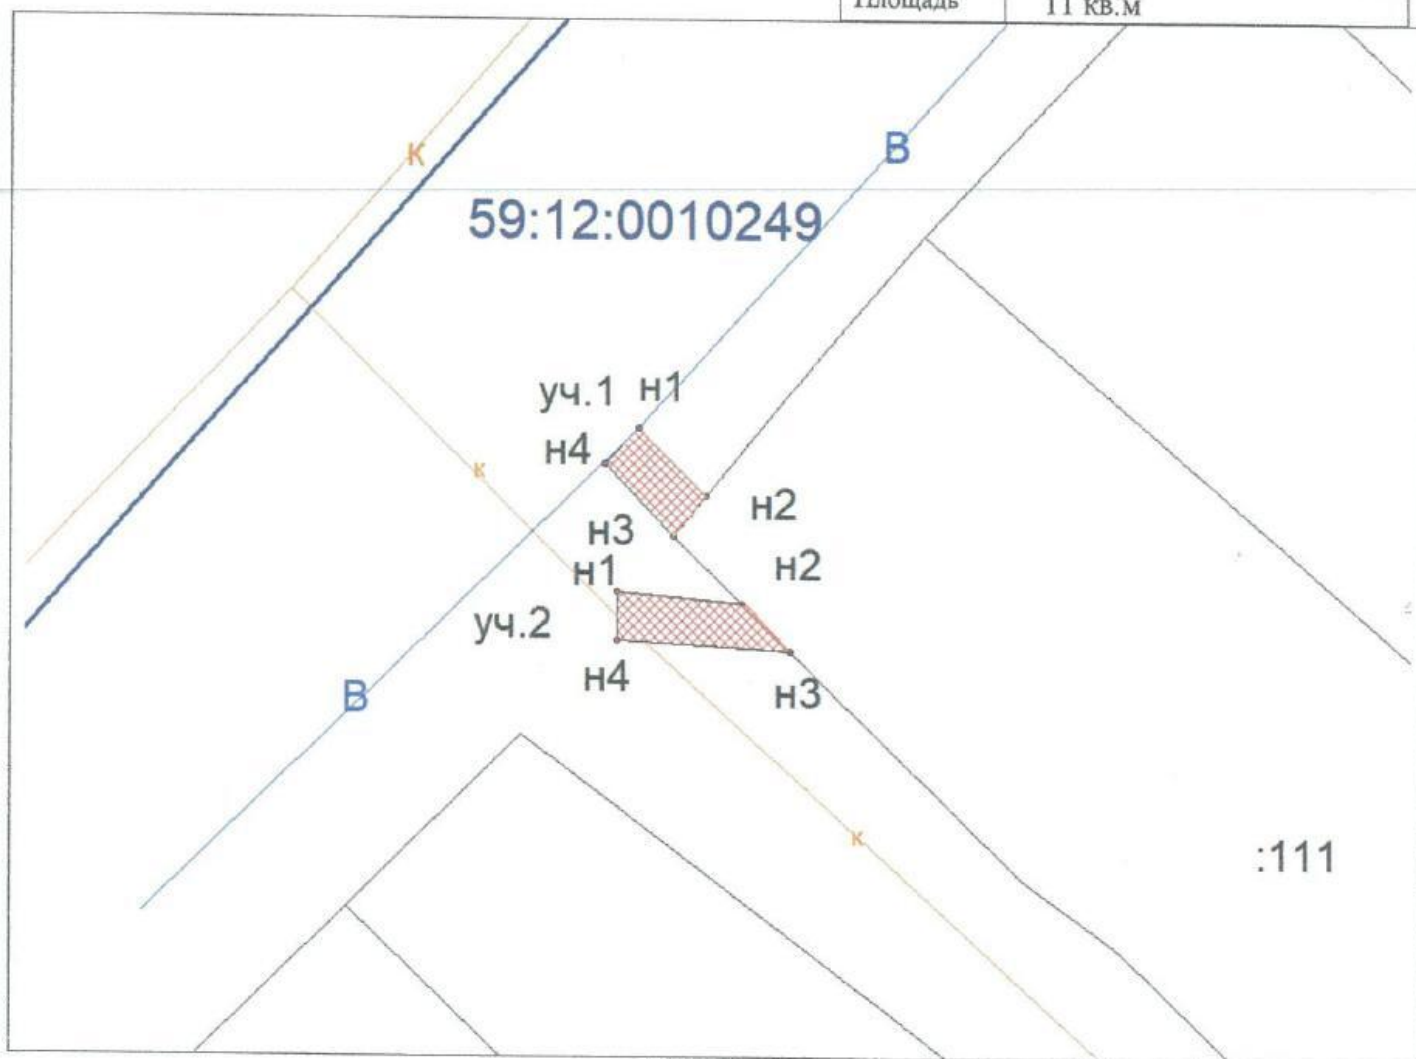 Площадь 11 кв.м
К
В
59:12:0010249
уч.1 н1
н4
к
н2
н3
н2
н1
уч.2
н4
н3
В
к
:111